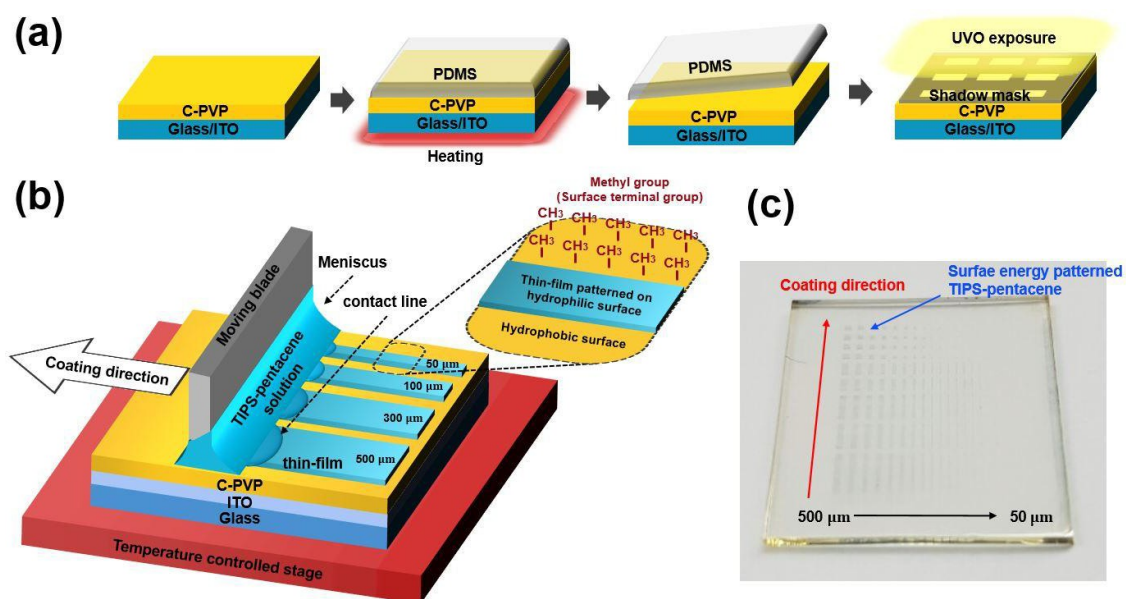 (a)
C-PVP
Glass/ITO
PDMS
C-PVP
Glass/ITO
Heating
PDMS
C-PVP
Glass/ITO
UVO exposure
Shadow mask
C-PVP
Glass/ITO
(b)
Moving blade
Meniscus
contact line
Coating direction
TIPS-pentacene
solution
50 μm
100 μm
300 μm
500 μm
thin-film
C-PVP
ITO
Glass
Temperature controlled stage
Methyl group
(Surface terminal group)
CH3 CH3 CH3 CH3 CH3
CH3 CH3 CH3 CH3 CH3
Thin-film patterned on
hydrophilic surface
Hydrophobic surface
(c)
Coating direction
Surfae energy patterned
TIPS-pentacene
500 μm
50 μm